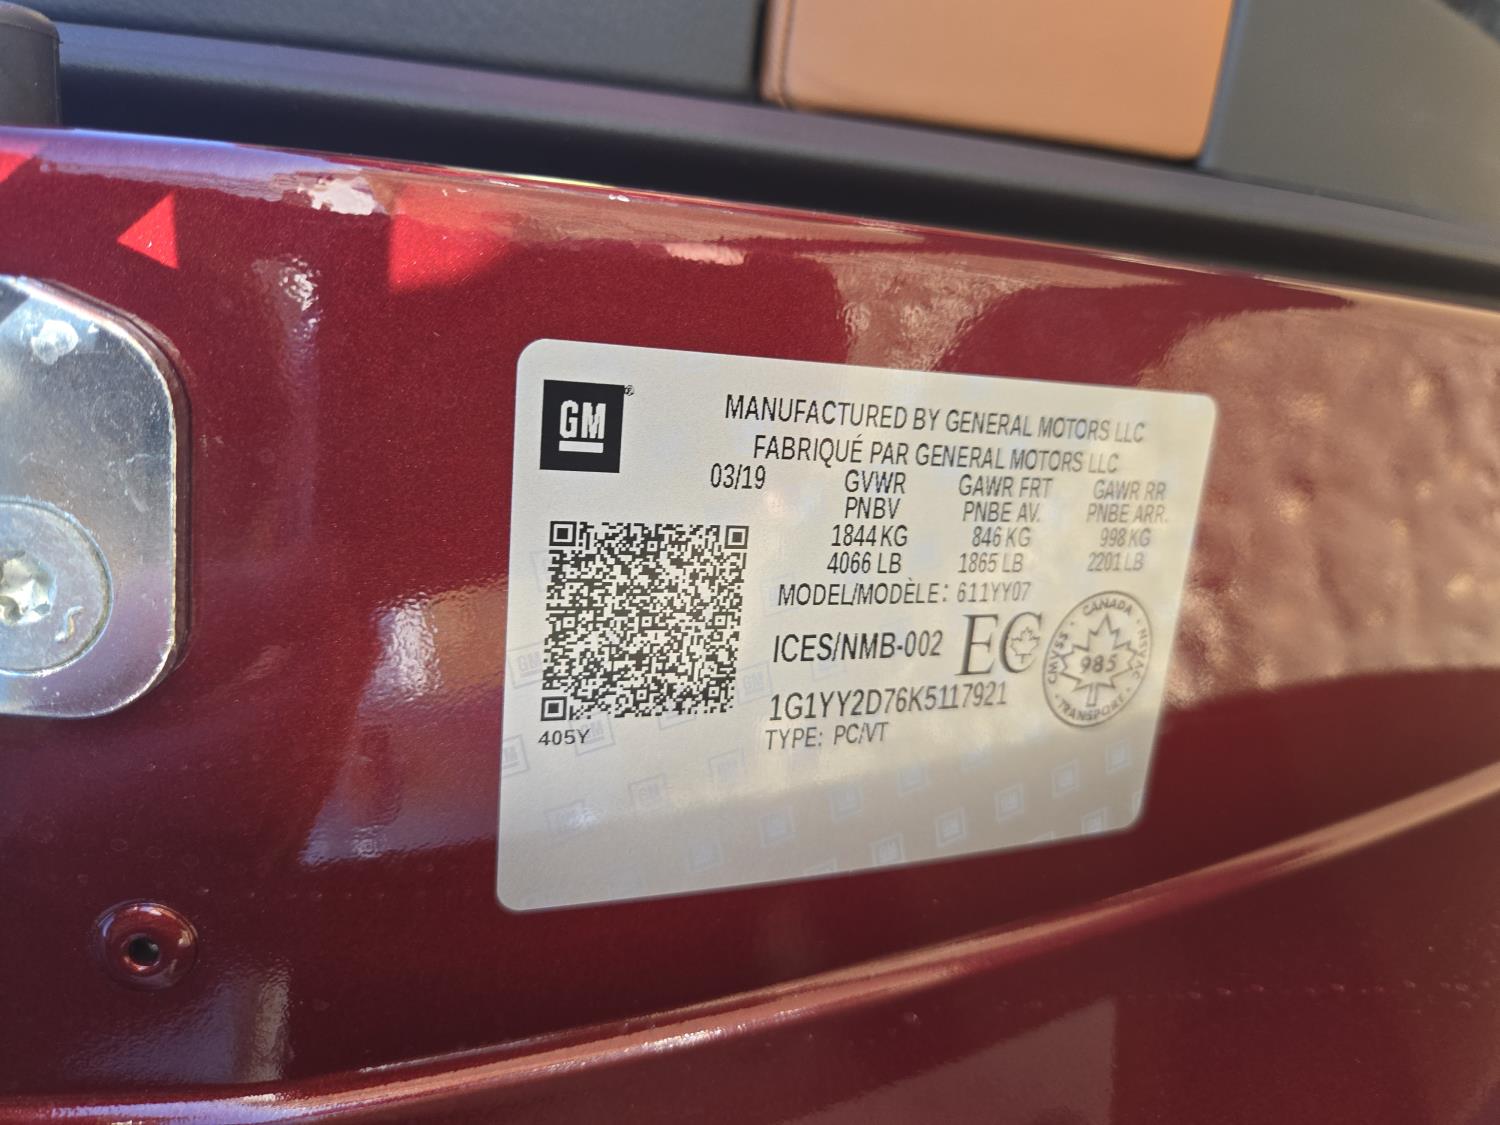 GM®
MANUFACTURED BY GENERAL MOTORS LLC
FABRIQUÉ PAR GENERAL MOTORS LLC
03/19 GVWR GAWR FRT GAWR RR
PNBV PNBE AV. PNBE ARR.
1844 KG 846 KG 998 KG
4066 LB 1865 LB 2201 LB
MODEL/MODÈLE: 611YY07
ICES/NMB-002 EC
CANADA
CMVSS 985 NSVAC
TRANSPORT
1G1YY2D76K5117921
405Y
TYPE: PC/VT